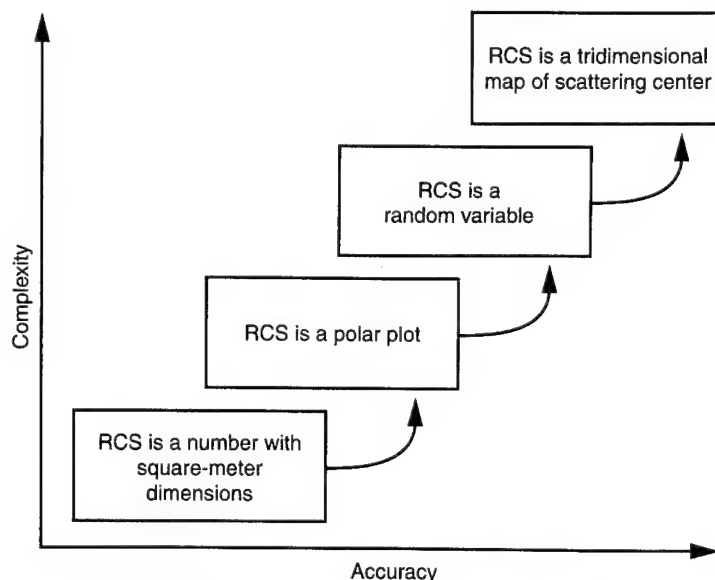 RCS is a tridimensional
map of scattering center
RCS is a
random variable
RCS is a polar plot
RCS is a number with
square-meter
dimensions
Complexity
Accuracy